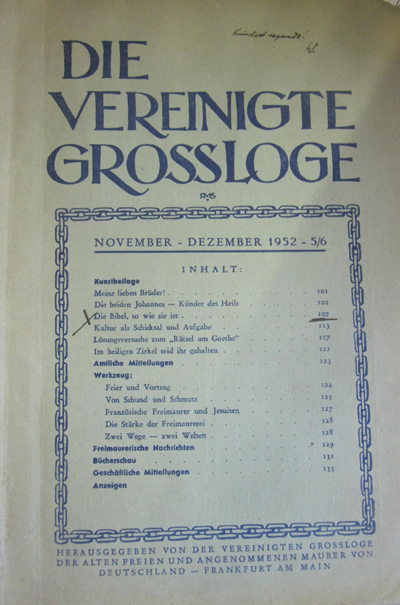 Kindest regards!
DIE
VEREINIGTE
GROSSLOGE
NOVEMBER – DEZEMBER 1952 – 5/6
INHALT:
Kunstbeilage
Meine lieben Brüder! . . . . . . . . . . 101
Die beiden Johannes — Künder des Heils . . . . . 102
Die Bibel, so wie sie ist . . . . . . . . . . 107
Kultur als Schicksal und Aufgabe . . . . . . . 113
Lösungsversuche zum „Rätsel um Goethe" . . . . 117
Im heiligen Zirkel seid ihr gehalten . . . . . . . 121
Amtliche Mitteilungen . . . . . . . . . . 123
Werkzeug:
Feier und Vortrag . . . . . . . . . . 124
Von Schund und Schmutz . . . . . . . . 125
Französische Freimaurer und Jesuiten . . . . . 127
Die Stärke der Freimaurerei . . . . . . . . 128
Zwei Wege — zwei Welten . . . . . . . . 128
Freimaurerische Nachrichten . . . . . . . . 129
Bücherschau . . . . . . . . . . . . 131
Geschäftliche Mitteilungen . . . . . . . . 133
Anzeigen
HERAUSGEGEBEN VON DER VEREINIGTEN GROSSLOGE
DER ALTEN FREIEN UND ANGENOMMENEN MAURER VON
DEUTSCHLAND — FRANKFURT AM MAIN